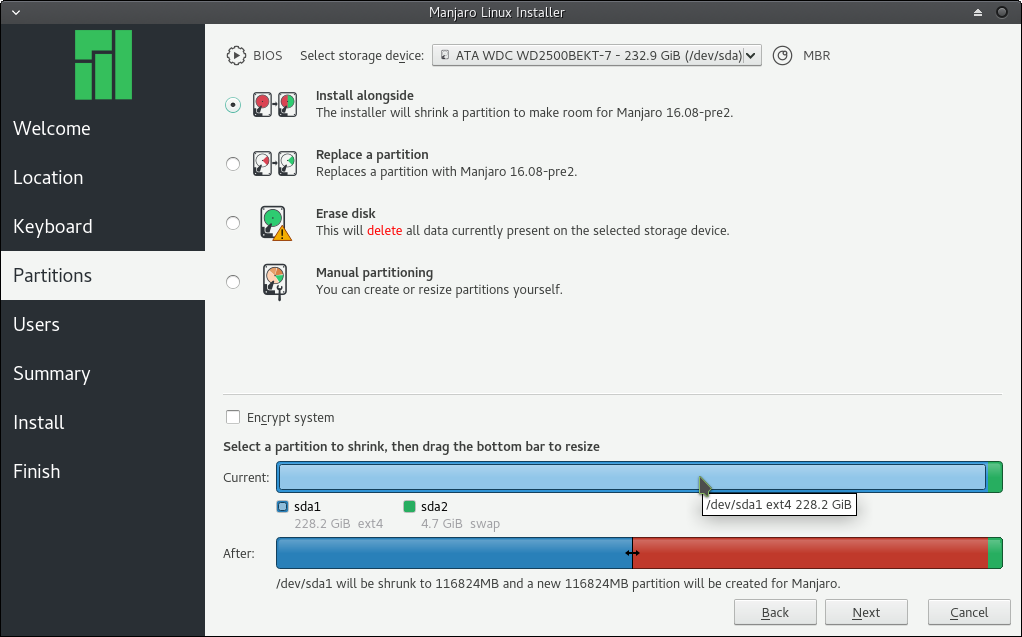 Manjaro Linux Installer
Welcome
Location
Keyboard
Partitions
Users
Summary
Install
Finish
BIOS Select storage device: ATA WDC WD2500BEKT-7 - 232.9 GiB (/dev/sda) MBR
Install alongside
The installer will shrink a partition to make room for Manjaro 16.08-pre2.
Replace a partition
Replaces a partition with Manjaro 16.08-pre2.
Erase disk
This will delete all data currently present on the selected storage device.
Manual partitioning
You can create or resize partitions yourself.
Encrypt system
Select a partition to shrink, then drag the bottom bar to resize
Current:
/dev/sda1 ext4 228.2 GiB
sda1 sda2
228.2 GiB ext4 4.7 GiB swap
After:
/dev/sda1 will be shrunk to 116824MB and a new 116824MB partition will be created for Manjaro.
Back Next Cancel